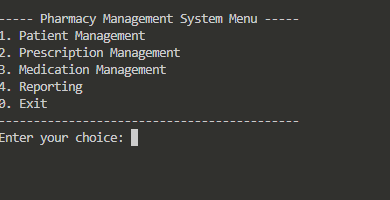 ----- Pharmacy Management System Menu -----
1. Patient Management
2. Prescription Management
3. Medication Management
4. Reporting
0. Exit
-------------------------------------------
Enter your choice: